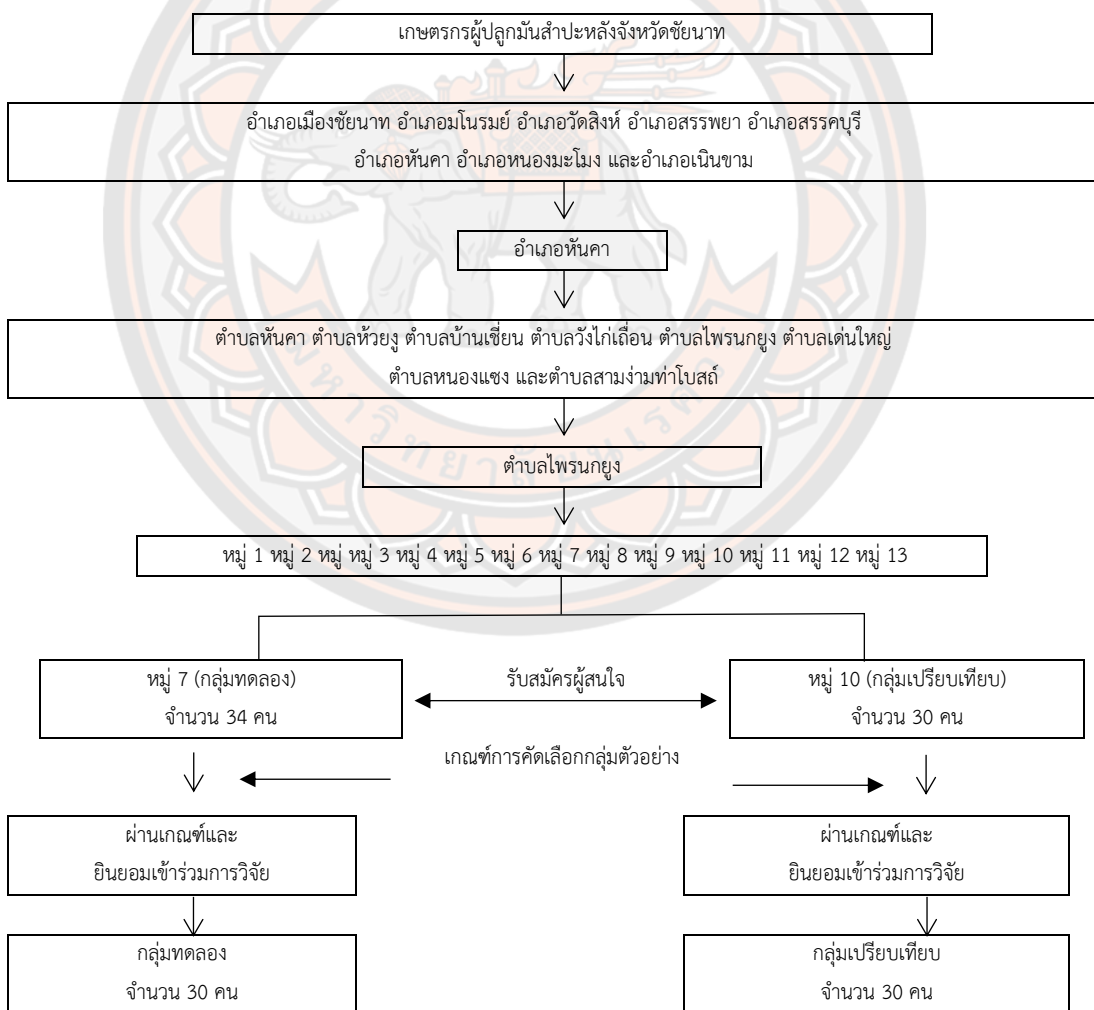 เกษตรกรผู้ปลูกมันสำปะหลังจังหวัดชัยนาท
อำเภอเมืองชัยนาท อำเภอมโนรมย์ อำเภอวัดสิงห์ อำเภอสรรพยา อำเภอสรรคบุรี
อำเภอหันคา อำเภอหนองมะโมง และอำเภอเนินขาม
อำเภอหันคา
ตำบลหันคา ตำบลห้วยงู ตำบลบ้านเชี่ยน ตำบลวังไก่เถื่อน ตำบลไพรนกยูง ตำบลเด่นใหญ่
ตำบลหนองแซง และตำบลสามง่ามท่าโบสถ์
ตำบลไพรนกยูง
มหาวิทยาลัยนเรศวร
หมู่ 1 หมู่ 2 หมู่ หมู่ 3 หมู่ 4 หมู่ 5 หมู่ 6 หมู่ 7 หมู่ 8 หมู่ 9 หมู่ 10 หมู่ 11 หมู่ 12 หมู่ 13
หมู่ 7 (กลุ่มทดลอง)
จำนวน 34 คน
รับสมัครผู้สนใจ
หมู่ 10 (กลุ่มเปรียบเทียบ)
จำนวน 30 คน
เกณฑ์การคัดเลือกกลุ่มตัวอย่าง
ผ่านเกณฑ์และ
ยินยอมเข้าร่วมการวิจัย
ผ่านเกณฑ์และ
ยินยอมเข้าร่วมการวิจัย
กลุ่มทดลอง
จำนวน 30 คน
กลุ่มเปรียบเทียบ
จำนวน 30 คน